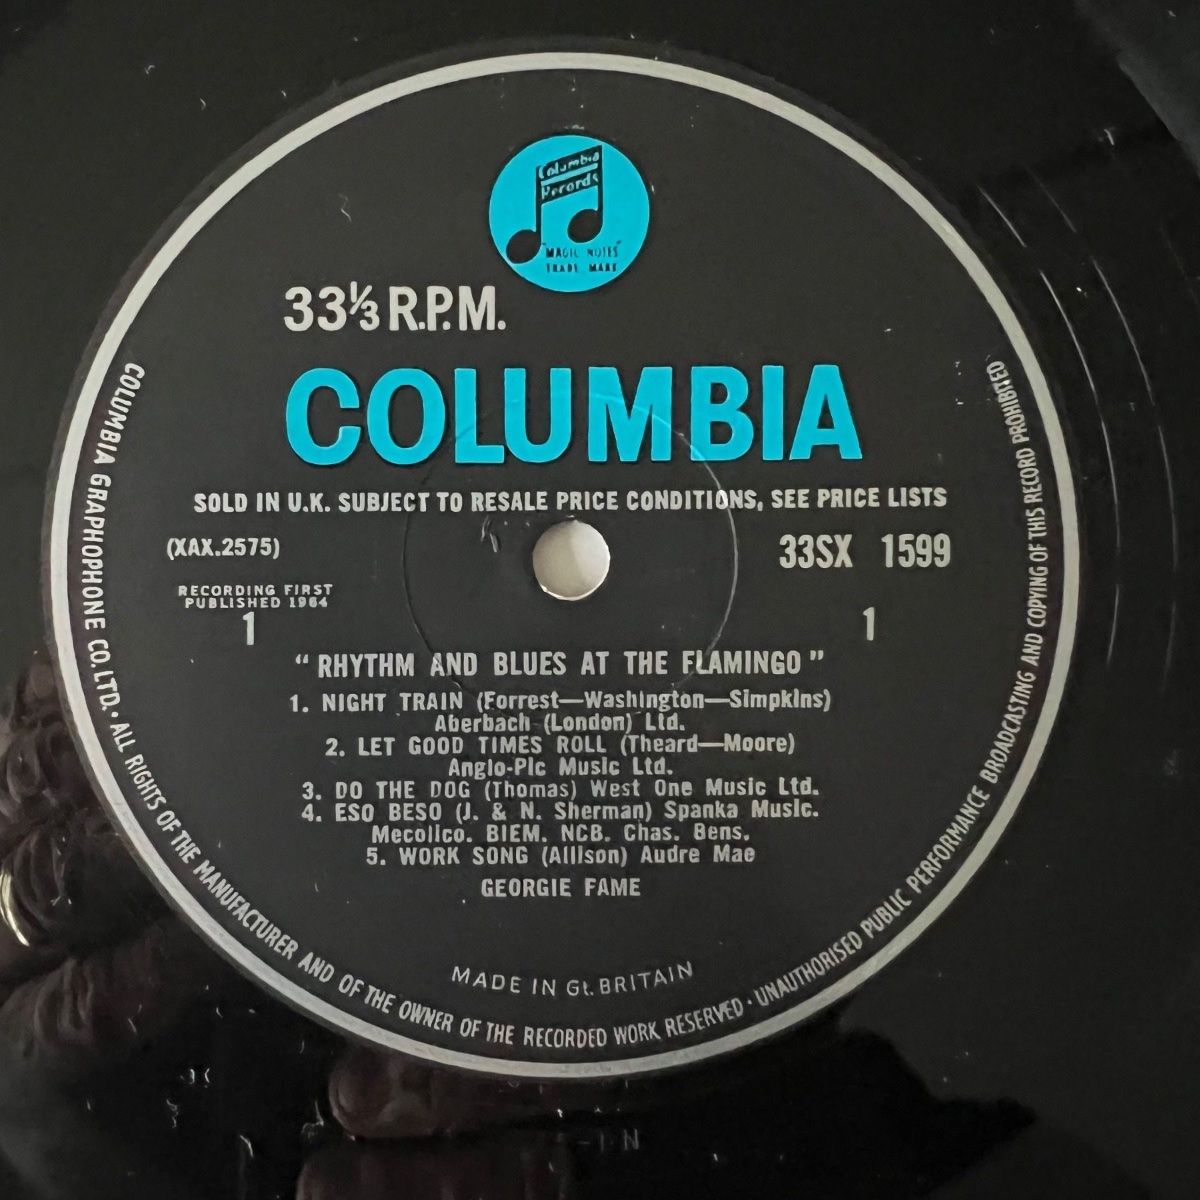 Columbia
Records
"MAGIC NOTES"
TRADE MARK
33⅓ R.P.M.
COLUMBIA
SOLD IN U.K. SUBJECT TO RESALE PRICE CONDITIONS, SEE PRICE LISTS
(XAX.2575)
33SX 1599
RECORDING FIRST
PUBLISHED 1964
1
1
"RHYTHM AND BLUES AT THE FLAMINGO"
1. NIGHT TRAIN (Forrest—Washington—Simpkins)
Aberbach (London) Ltd.
2. LET GOOD TIMES ROLL (Theard—Moore)
Anglo-Pic Music Ltd.
3. DO THE DOG (Thomas) West One Music Ltd.
4. ESO BESO (J. & N. Sherman) Spanka Music.
Mecolico. BIEM. NCB. Chas. Bens.
5. WORK SONG (Allison) Audre Mae
GEORGIE FAME
MADE IN Gt. BRITAIN
COLUMBIA GRAPHOPHONE CO. LTD. · ALL RIGHTS OF THE MANUFACTURER AND OF THE OWNER OF THE RECORDED WORK RESERVED · UNAUTHORISED PUBLIC PERFORMANCE BROADCASTING AND COPYING OF THIS RECORD PROHIBITED
-1N